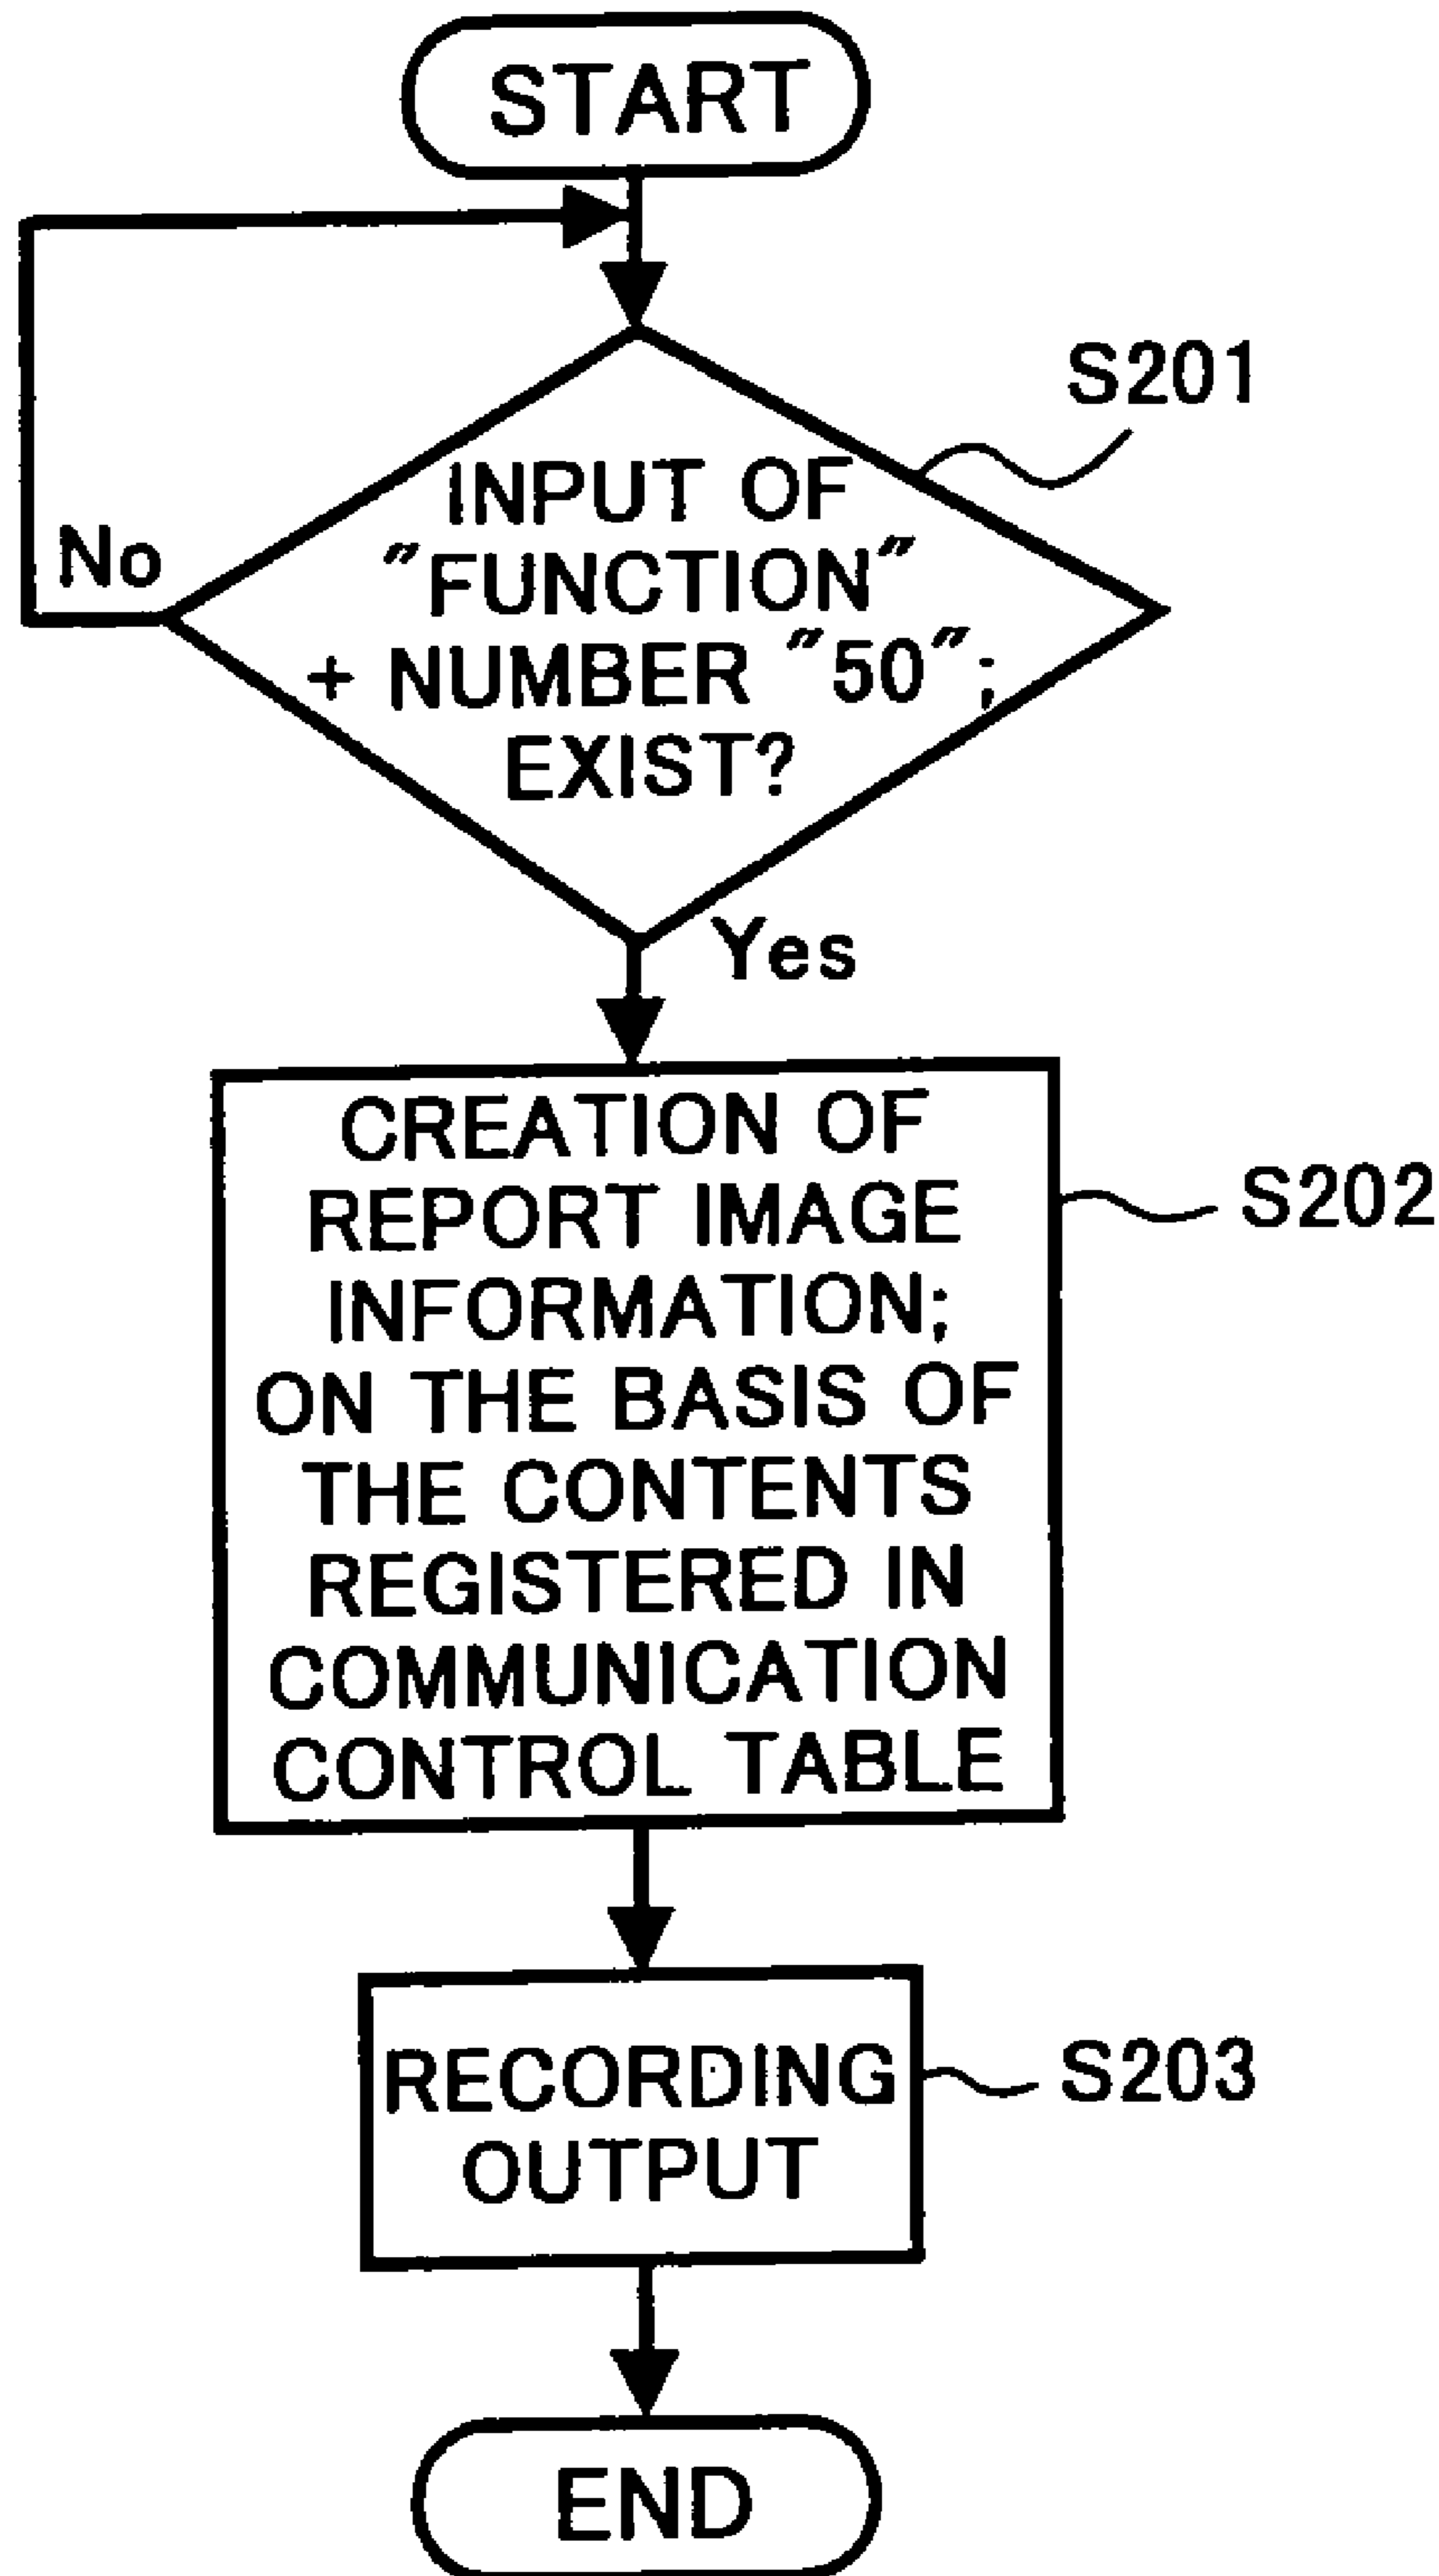 START
S201
INPUT OF
"FUNCTION"
+ NUMBER "50";
EXIST?
No
Yes
CREATION OF
REPORT IMAGE
INFORMATION;
ON THE BASIS OF
THE CONTENTS
REGISTERED IN
COMMUNICATION
CONTROL TABLE
S202
RECORDING
OUTPUT
S203
END